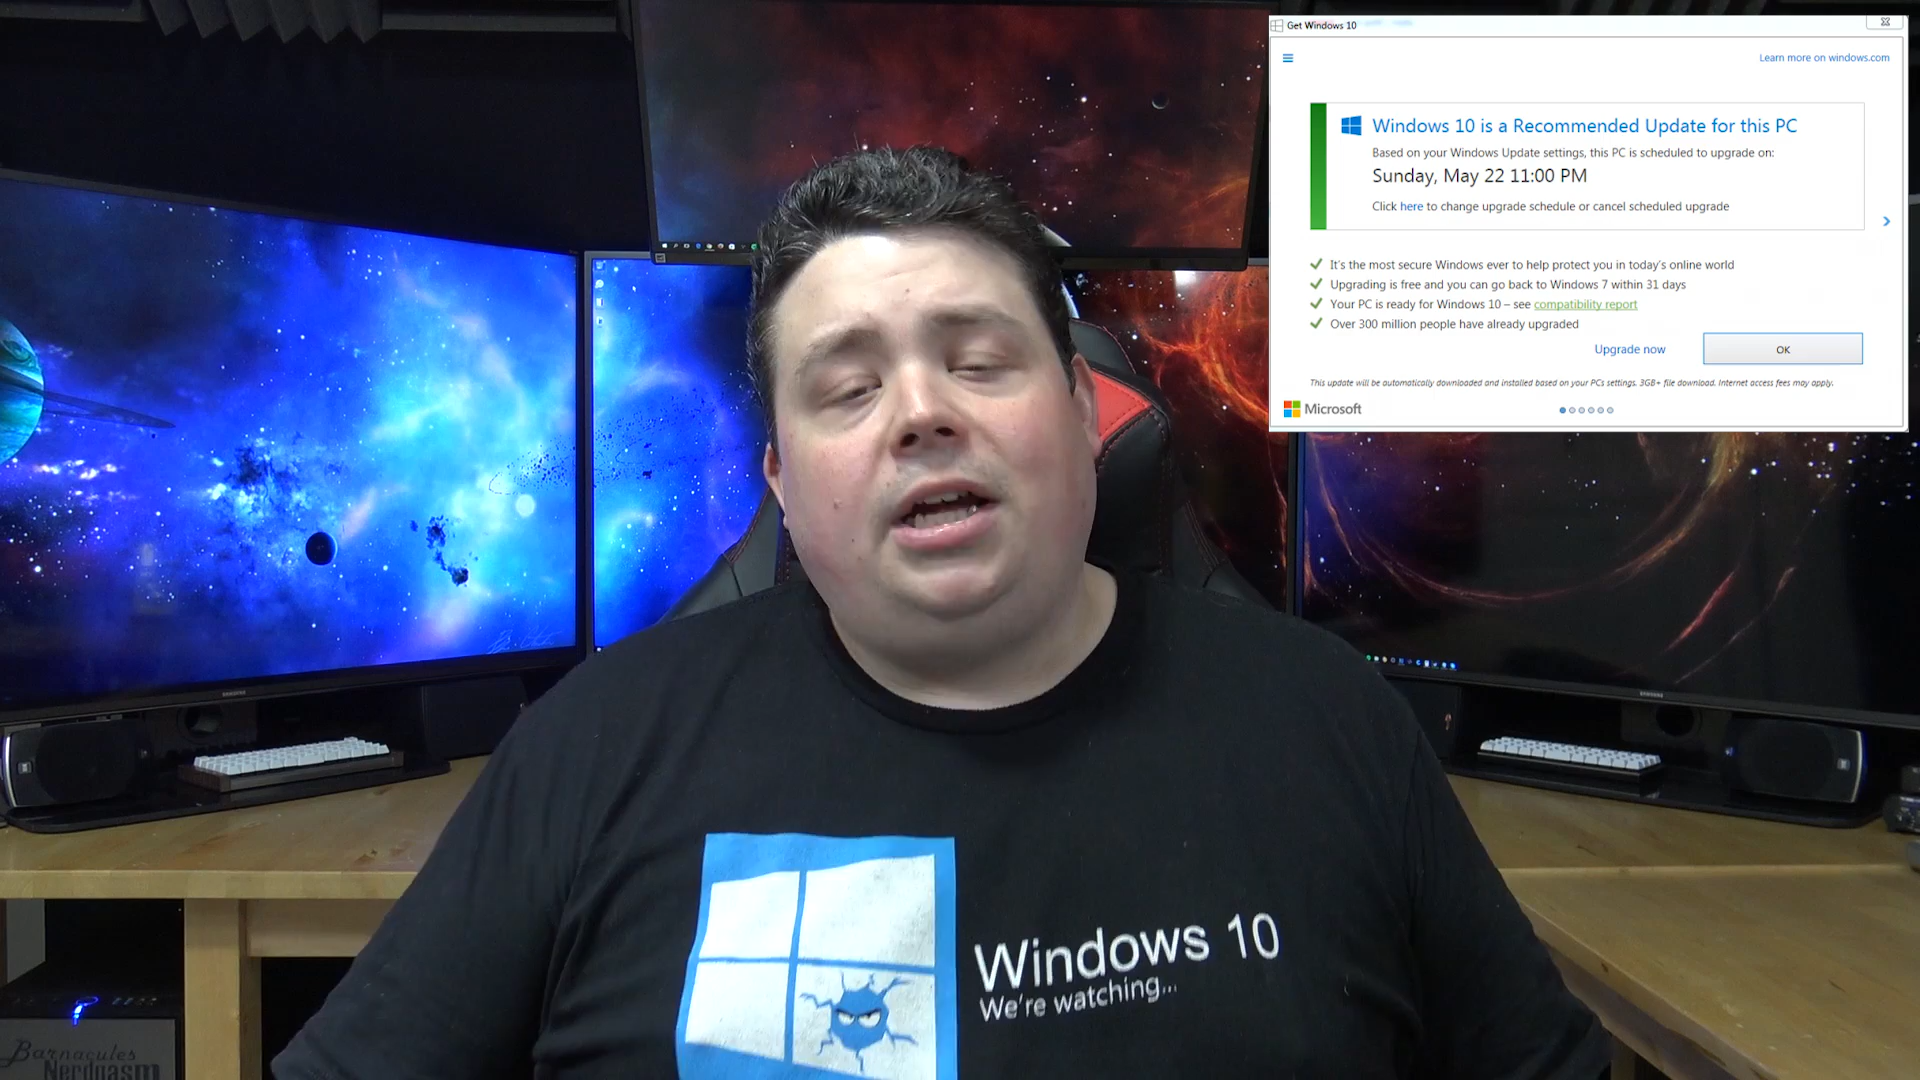 Get Windows 10
Learn more on windows.com
Windows 10 is a Recommended Update for this PC
Based on your Windows Update settings, this PC is scheduled to upgrade on:
Sunday, May 22 11:00 PM
Click here to change upgrade schedule or cancel scheduled upgrade
It's the most secure Windows ever to help protect you in today's online world
Upgrading is free and you can go back to Windows 7 within 31 days
Your PC is ready for Windows 10 – see compatibility report
Over 300 million people have already upgraded
Upgrade now
OK
This update will be automatically downloaded and installed based on your PCs settings. 3GB+ file download. Internet access fees may apply.
Microsoft
SAMSUNG
SAMSUNG
Windows 10
We're watching...
Barnacules
Nerdgasm